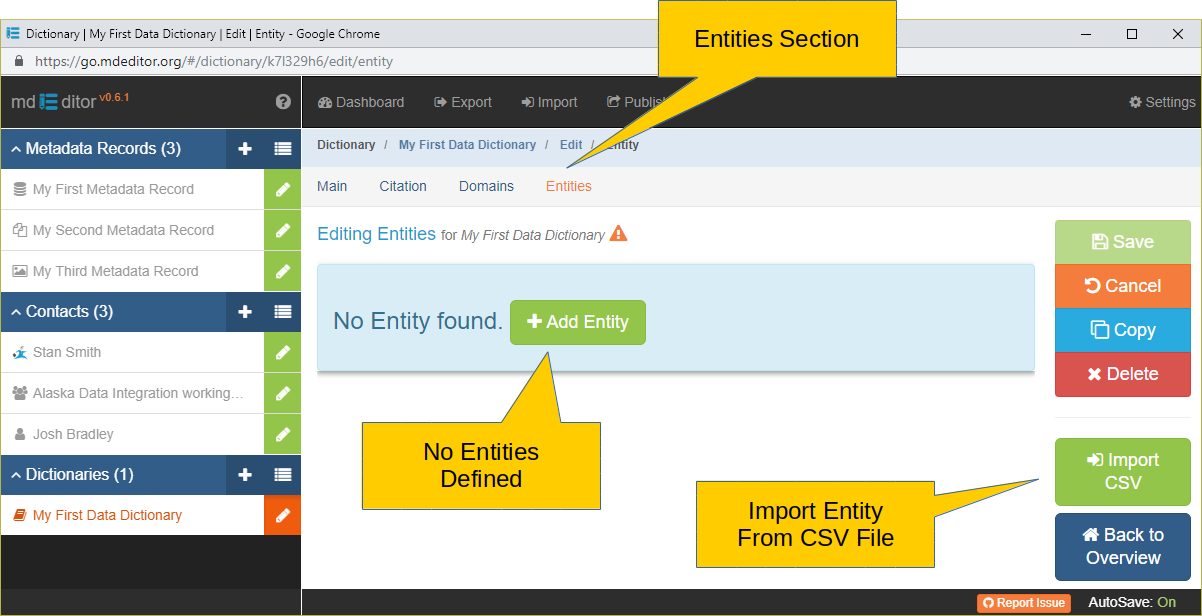 Entities Section
Dictionary | My First Data Dictionary | Edit | Entity - Google Chrome
https://go.mdeditor.org/#/dictionary/k7l329h6/edit/entity
md ditor v0.6.1
Dashboard Export Import Settings
Metadata Records (3)
My First Metadata Record
My Second Metadata Record
My Third Metadata Record
Contacts (3)
Stan Smith
Alaska Data Integration working...
Josh Bradley
Dictionaries (1)
My First Data Dictionary
Dictionary / My First Data Dictionary / Edit /
Main Citation Domains Entities
Editing Entities for My First Data Dictionary
No Entity found. Add Entity
No Entities
Defined
Import Entity
From CSV File
Save
Cancel
Copy
Delete
Import
CSV
Back to
Overview
Report Issue AutoSave: On